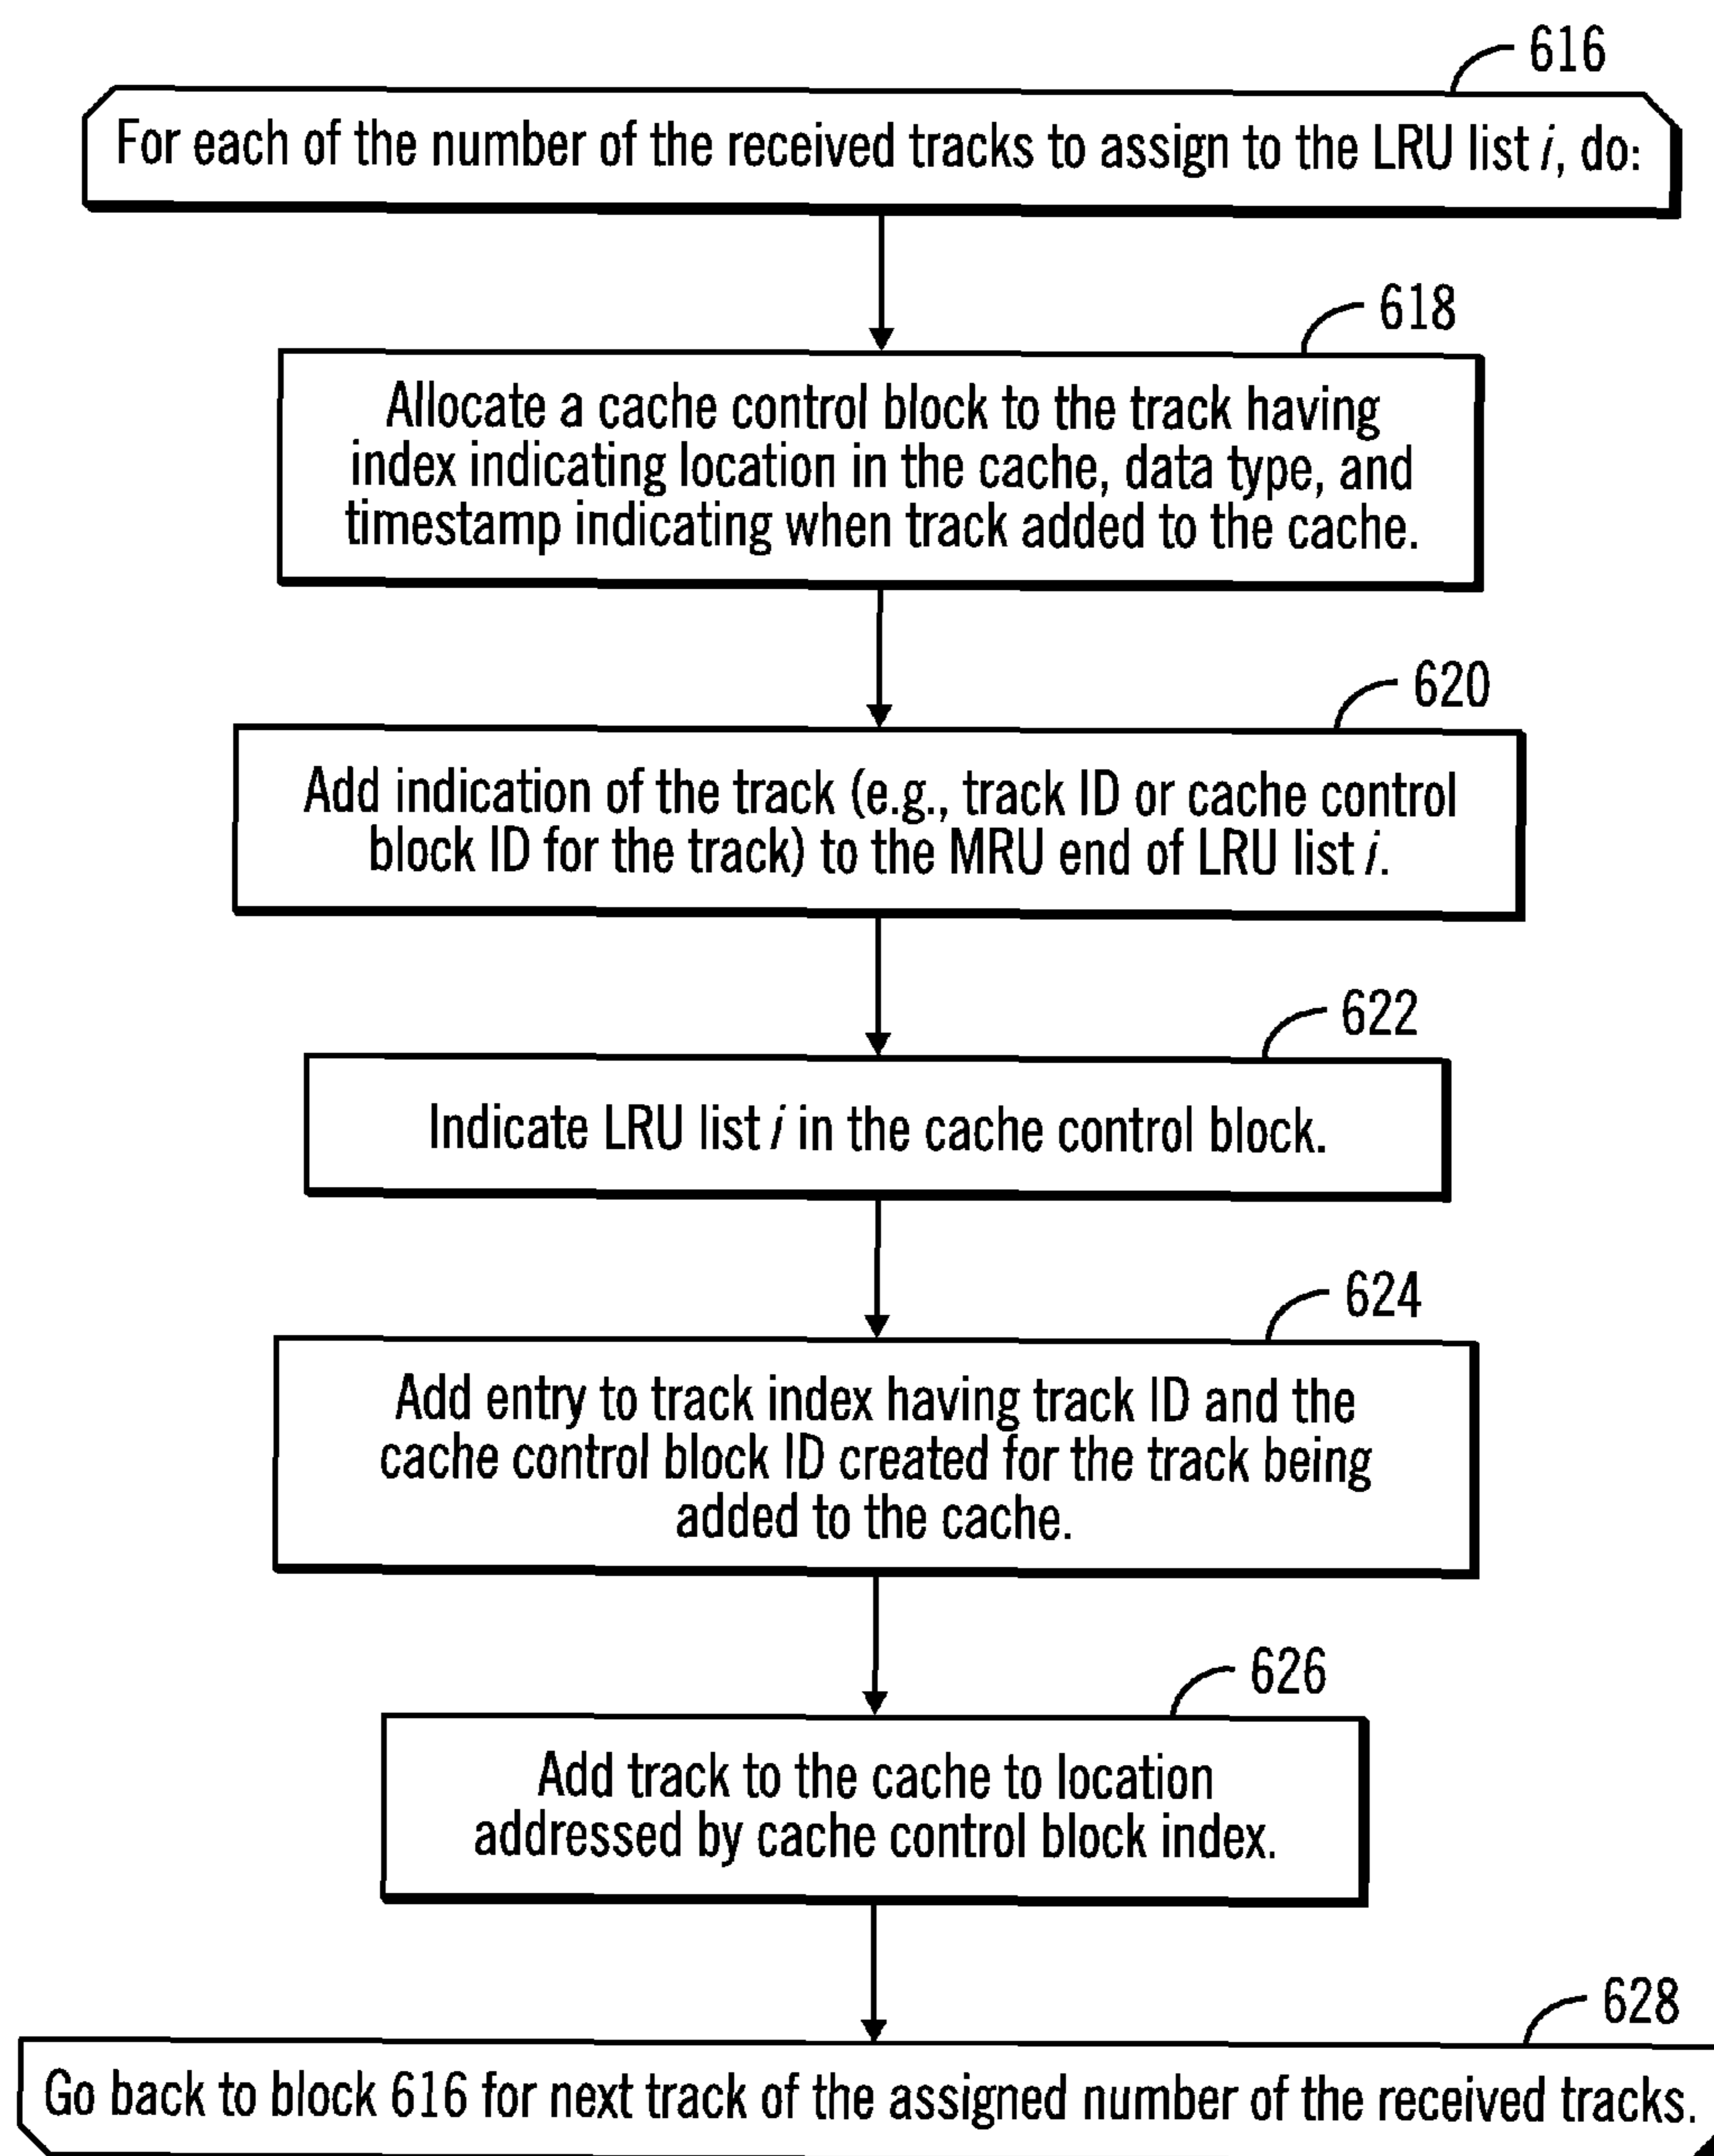 616
For each of the number of the received tracks to assign to the LRU list i, do:
618
Allocate a cache control block to the track having
index indicating location in the cache, data type, and
timestamp indicating when track added to the cache.
620
Add indication of the track (e.g., track ID or cache control
block ID for the track) to the MRU end of LRU list i.
622
Indicate LRU list i in the cache control block.
624
Add entry to track index having track ID and the
cache control block ID created for the track being
added to the cache.
626
Add track to the cache to location
addressed by cache control block index.
628
Go back to block 616 for next track of the assigned number of the received tracks.